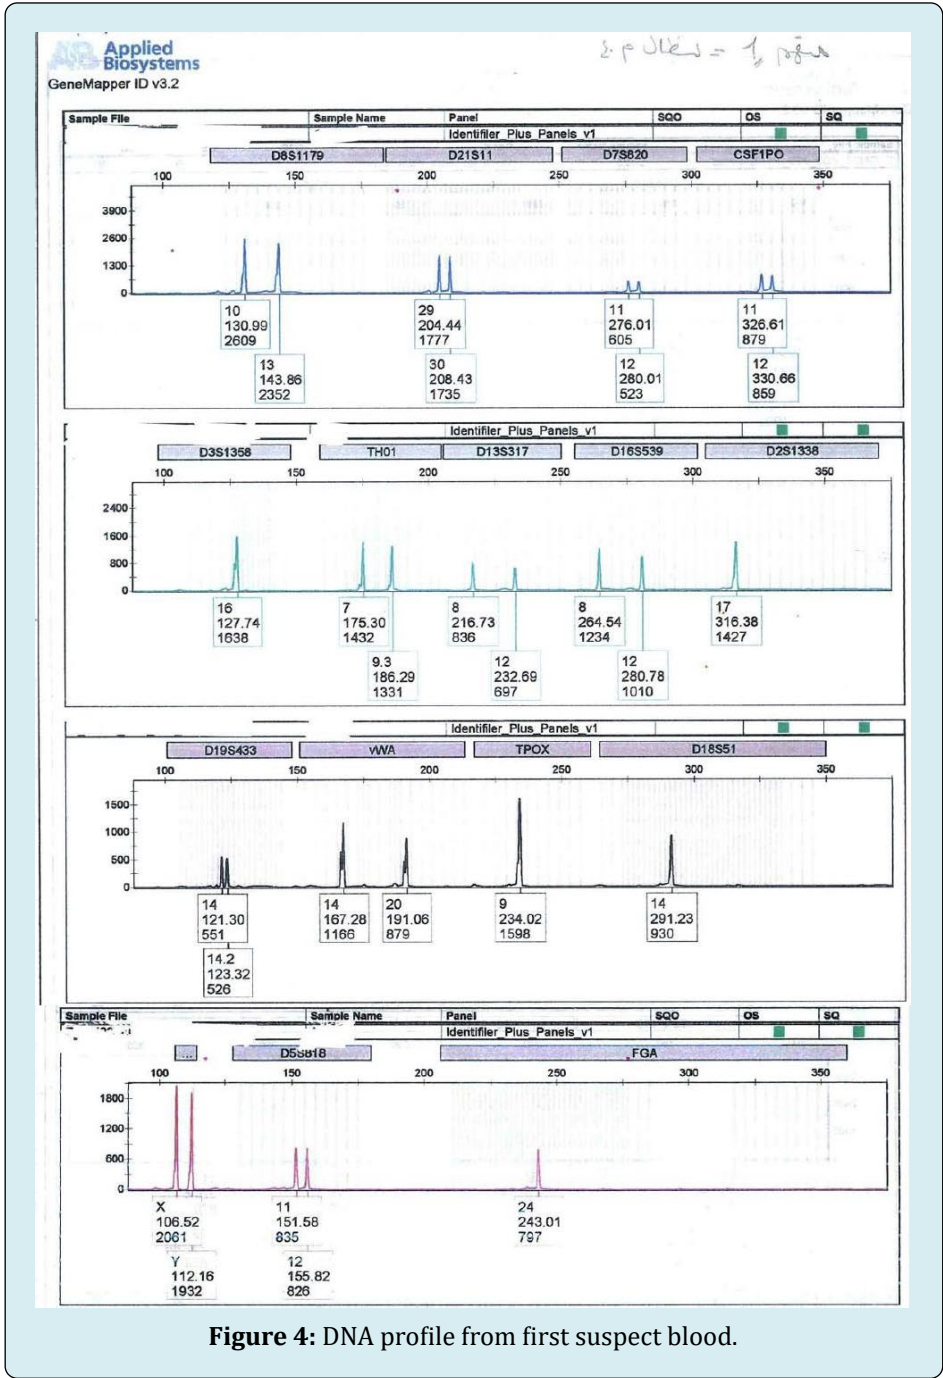 Applied
Biosystems
GeneMapper ID v3.2
Sample File Sample Name Panel SQO OS SQ
Identifiler_Plus_Panels_v1
D8S1179 D21S11 D7S820 CSF1PO
100 150 200 250 300 350
3900
2600
1300
0
10 29 11 11
130.99 204.44 276.01 326.61
2609 1777 605 879
13 30 12 12
143.86 208.43 280.01 330.66
2352 1735 523 859
Identifiler_Plus_Panels_v1
D3S1358 TH01 D13S317 D16S539 D2S1338
100 150 200 250 300 350
2400
1600
800
0
16 7 8 8 17
127.74 175.30 216.73 264.54 316.38
1638 1432 836 1234 1427
9.3 12 12
186.29 232.69 280.78
1331 697 1010
Identifiler_Plus_Panels_v1
D19S433 vWA TPOX D18S51
100 150 200 250 300 350
1500
1000
500
0
14 14 20 9 14
121.30 167.28 191.06 234.02 291.23
551 1166 879 1598 930
14.2
123.32
526
Sample File Sample Name Panel SQO OS SQ
Identifiler_Plus_Panels_v1
... D5S818 FGA
100 150 200 250 300 350
1800
1200
600
0
X 11 24
106.52 151.58 243.01
2061 835 797
Y 12
112.16 155.82
1932 826
Figure 4: DNA profile from first suspect blood.